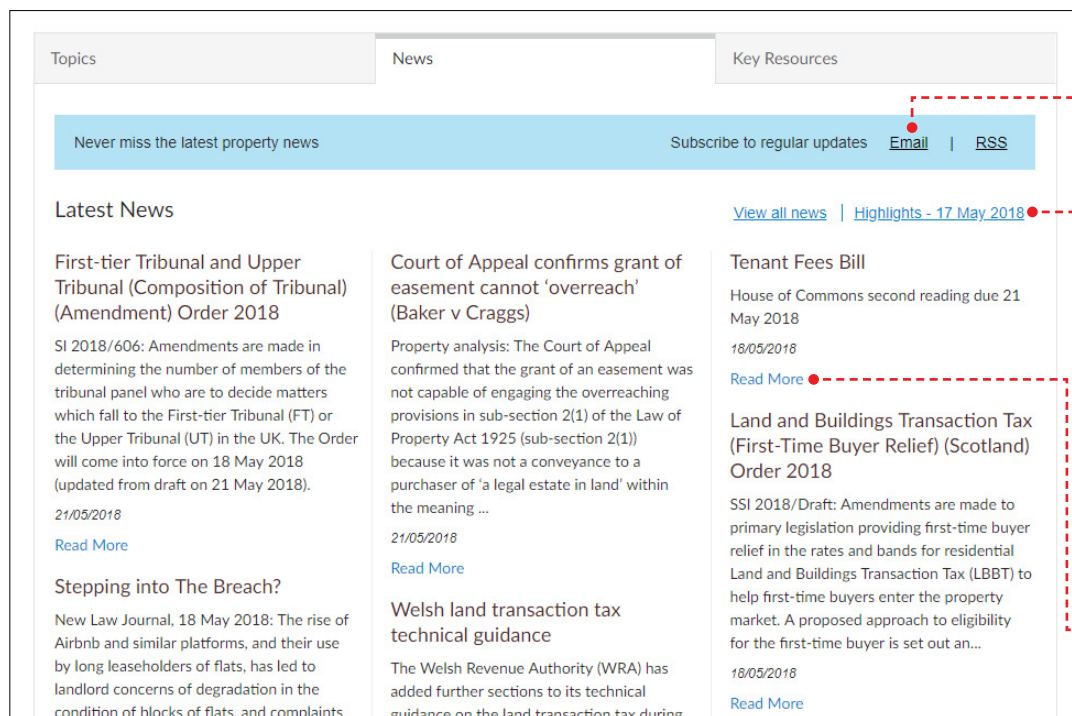 Topics
News
Key Resources
Never miss the latest property news
Subscribe to regular updates Email | RSS
Latest News
View all news | Highlights - 17 May 2018
First-tier Tribunal and Upper
Tribunal (Composition of Tribunal)
(Amendment) Order 2018
SI 2018/606: Amendments are made in
determining the number of members of the
tribunal panel who are to decide matters
which fall to the First-tier Tribunal (FT) or
the Upper Tribunal (UT) in the UK. The Order
will come into force on 18 May 2018
(updated from draft on 21 May 2018).
21/05/2018
Read More
Stepping into The Breach?
New Law Journal, 18 May 2018: The rise of
Airbnb and similar platforms, and their use
by long leaseholders of flats, has led to
landlord concerns of degradation in the
condition of blocks of flats, and complaints
Court of Appeal confirms grant of
easement cannot ‘overreach’
(Baker v Craggs)
Property analysis: The Court of Appeal
confirmed that the grant of an easement was
not capable of engaging the overreaching
provisions in sub-section 2(1) of the Law of
Property Act 1925 (sub-section 2(1))
because it was not a conveyance to a
purchaser of ‘a legal estate in land’ within
the meaning ...
21/05/2018
Read More
Welsh land transaction tax
technical guidance
The Welsh Revenue Authority (WRA) has
added further sections to its technical
guidance on the land transaction tax during
Tenant Fees Bill
House of Commons second reading due 21
May 2018
18/05/2018
Read More
Land and Buildings Transaction Tax
(First-Time Buyer Relief) (Scotland)
Order 2018
SSI 2018/Draft: Amendments are made to
primary legislation providing first-time buyer
relief in the rates and bands for residential
Land and Buildings Transaction Tax (LBBT) to
help first-time buyers enter the property
market. A proposed approach to eligibility
for the first-time buyer is set out an...
18/05/2018
Read More